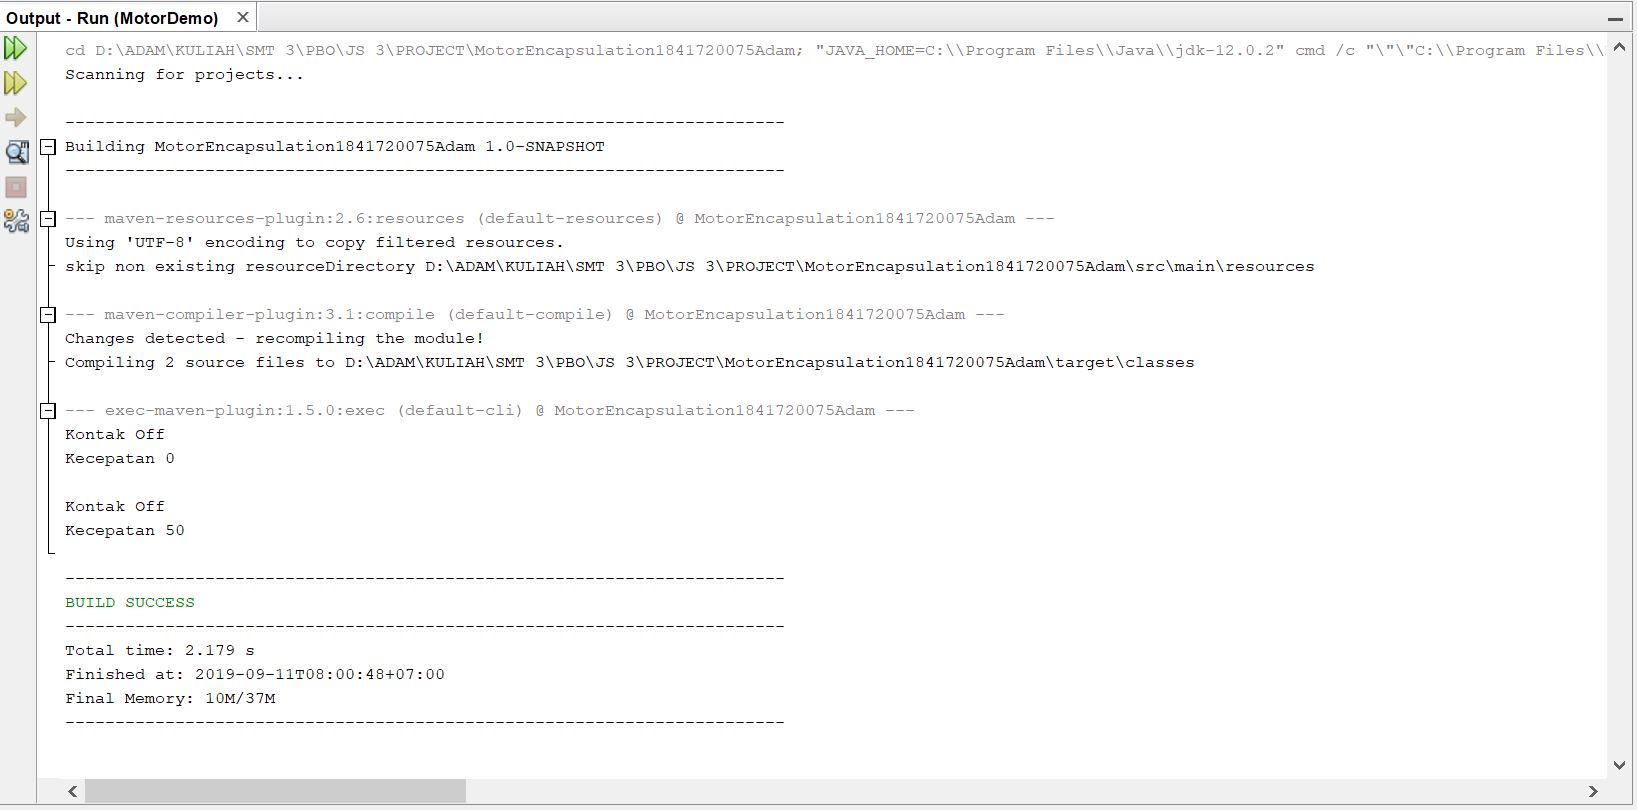 Output - Run (MotorDemo)
cd D:\ADAM\KULIAH\SMT 3\PBO\JS 3\PROJECT\MotorEncapsulation1841720075Adam; "JAVA_HOME=C:\\Program Files\\Java\\jdk-12.0.2" cmd /c "\"\"C:\\Program Files\\
Scanning for projects...
------------------------------------------------------------------------
Building MotorEncapsulation1841720075Adam 1.0-SNAPSHOT
------------------------------------------------------------------------
--- maven-resources-plugin:2.6:resources (default-resources) @ MotorEncapsulation1841720075Adam ---
Using 'UTF-8' encoding to copy filtered resources.
skip non existing resourceDirectory D:\ADAM\KULIAH\SMT 3\PBO\JS 3\PROJECT\MotorEncapsulation1841720075Adam\src\main\resources
--- maven-compiler-plugin:3.1:compile (default-compile) @ MotorEncapsulation1841720075Adam ---
Changes detected - recompiling the module!
Compiling 2 source files to D:\ADAM\KULIAH\SMT 3\PBO\JS 3\PROJECT\MotorEncapsulation1841720075Adam\target\classes
--- exec-maven-plugin:1.5.0:exec (default-cli) @ MotorEncapsulation1841720075Adam ---
Kontak Off
Kecepatan 0
Kontak Off
Kecepatan 50
------------------------------------------------------------------------
BUILD SUCCESS
------------------------------------------------------------------------
Total time: 2.179 s
Finished at: 2019-09-11T08:00:48+07:00
Final Memory: 10M/37M
------------------------------------------------------------------------